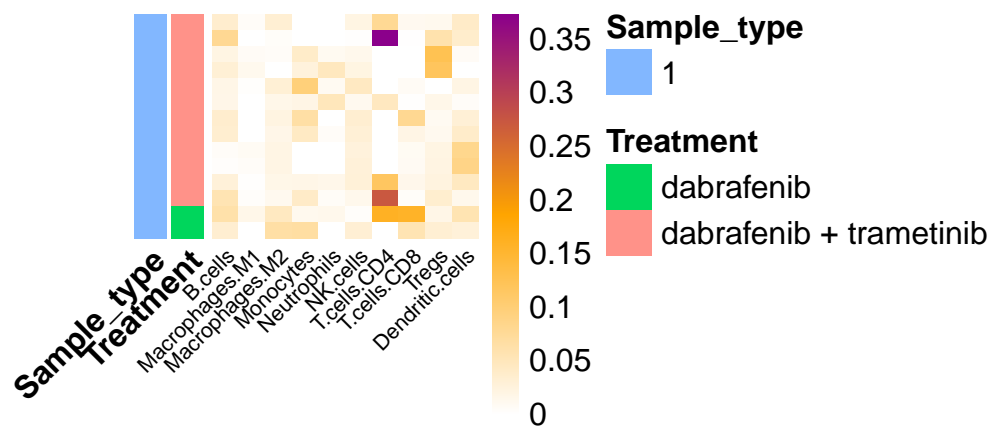 0.35
0.3
0.25
0.2
0.15
0.1
0.05
0
Sample_type
1
Treatment
dabrafenib
dabrafenib + trametinib
Sample_type
Treatment
B.cells
Macrophages.M1
Macrophages.M2
Monocytes
Neutrophils
NK.cells
T.cells.CD4
T.cells.CD8
Tregs
Dendritic.cells